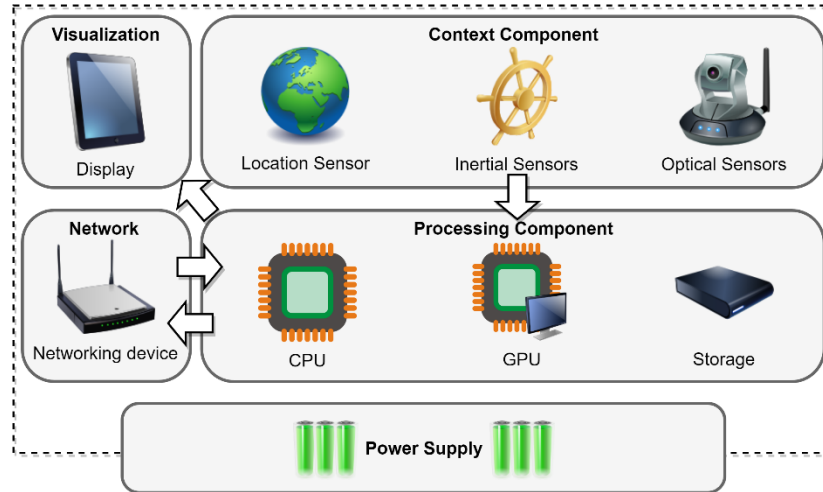 Visualization
Display
Context Component
Location Sensor
Inertial Sensors
Optical Sensors
Network
Networking device
Processing Component
CPU
GPU
Storage
Power Supply